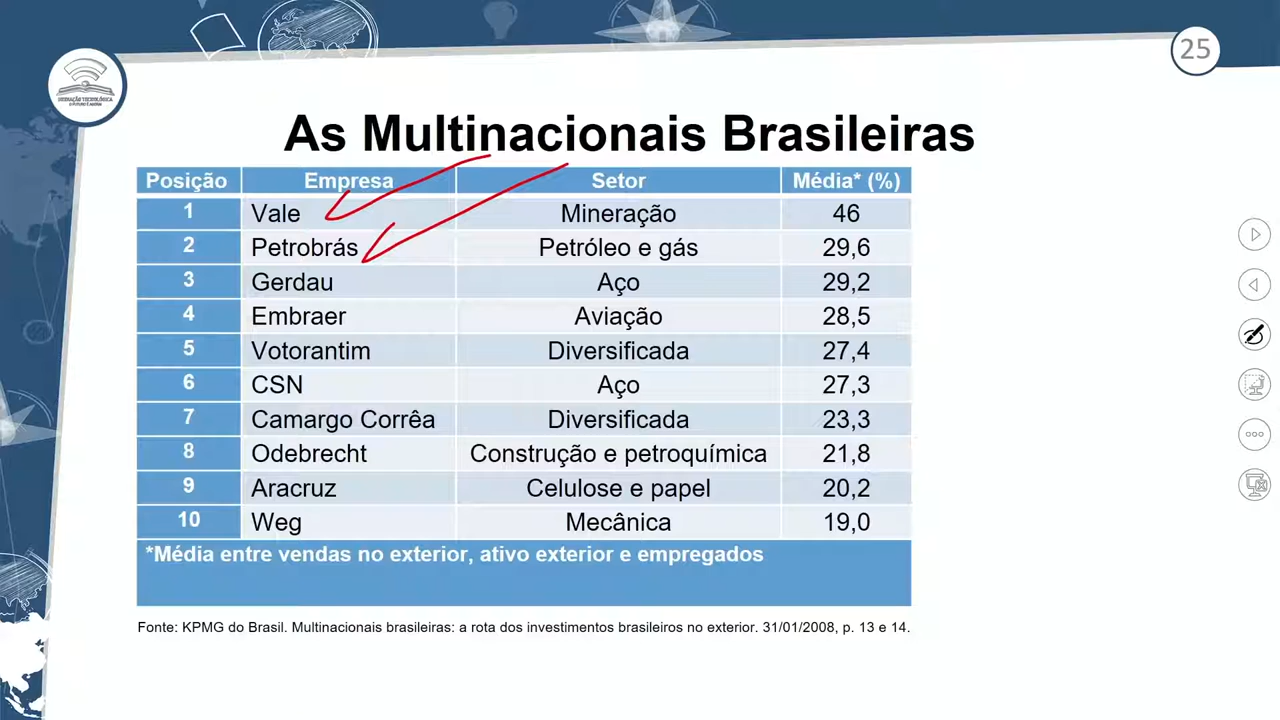 25
MEDIAÇÃO TECNOLÓGICA
O FUTURO É AGORA
As Multinacionais Brasileiras
Posição Empresa Setor Média* (%)
1 Vale Mineração 46
2 Petrobrás Petróleo e gás 29,6
3 Gerdau Aço 29,2
4 Embraer Aviação 28,5
5 Votorantim Diversificada 27,4
6 CSN Aço 27,3
7 Camargo Corrêa Diversificada 23,3
8 Odebrecht Construção e petroquímica 21,8
9 Aracruz Celulose e papel 20,2
10 Weg Mecânica 19,0
*Média entre vendas no exterior, ativo exterior e empregados
Fonte: KPMG do Brasil. Multinacionais brasileiras: a rota dos investimentos brasileiros no exterior. 31/01/2008, p. 13 e 14.